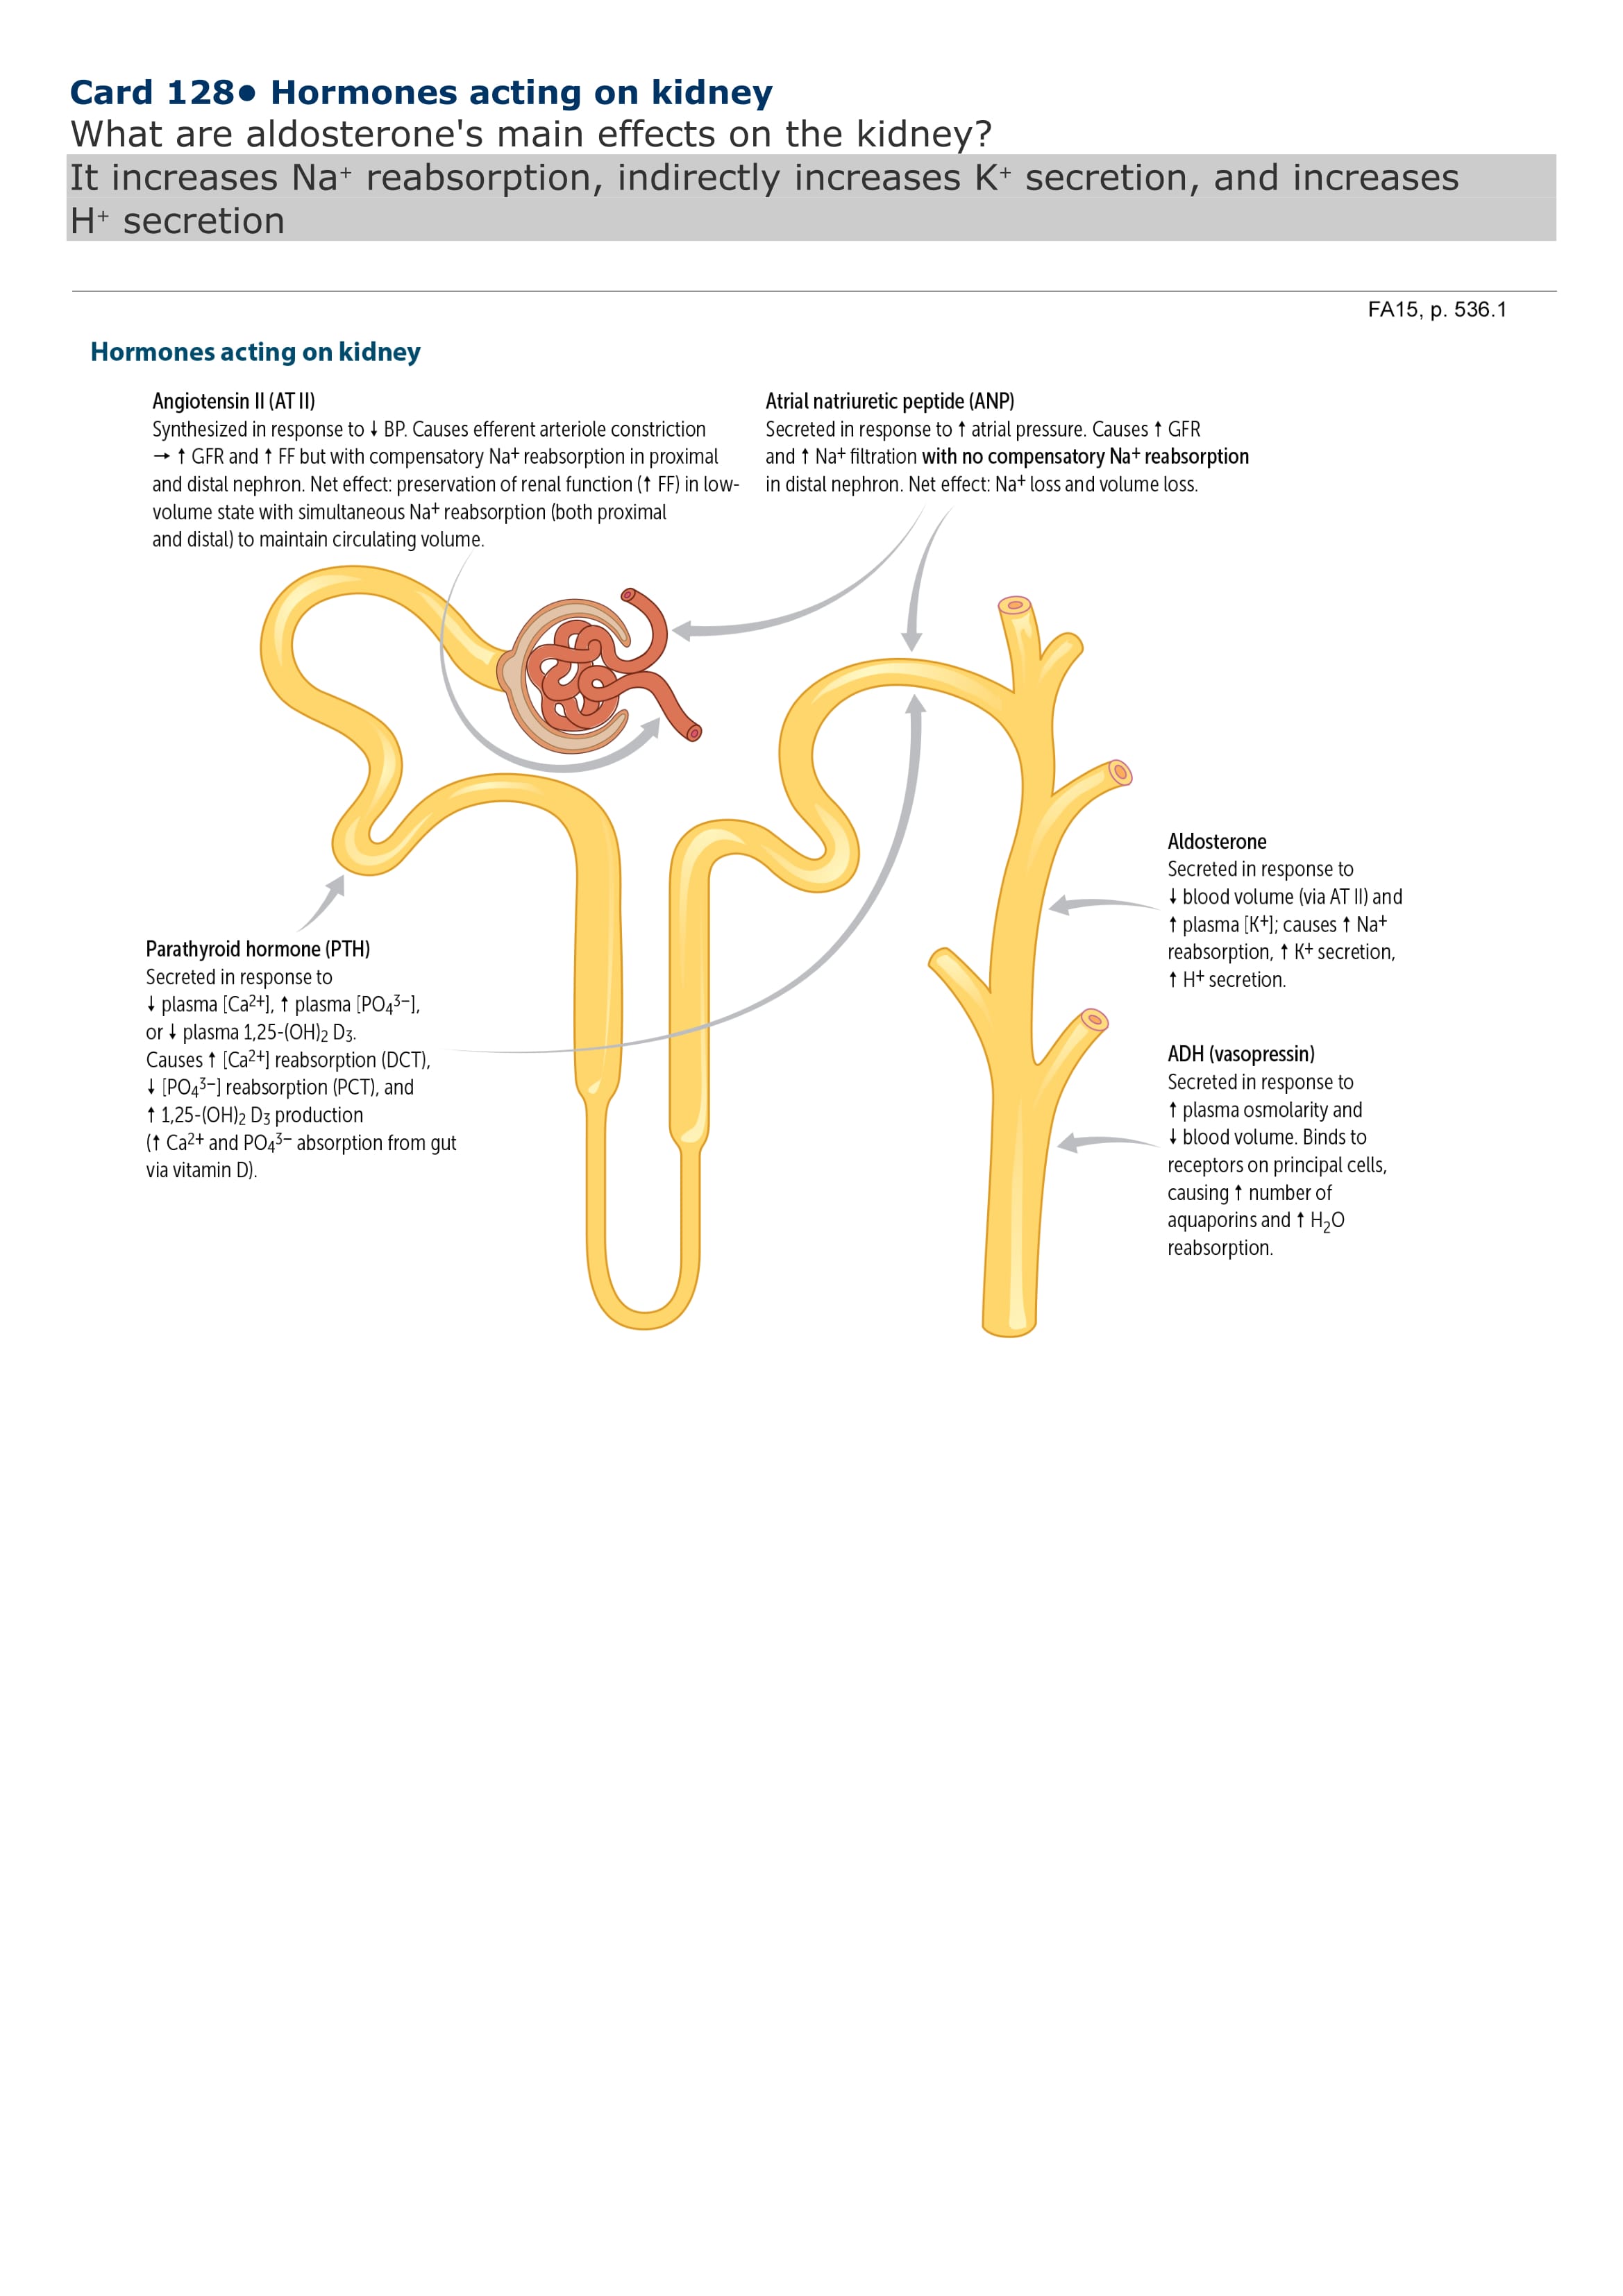 Card 128● Hormones acting on kidney
What are aldosterone's main effects on the kidney?
It increases Na⁺ reabsorption, indirectly increases K⁺ secretion, and increases
H⁺ secretion
FA15, p. 536.1
Hormones acting on kidney
Angiotensin II (AT II)
Synthesized in response to ↓ BP. Causes efferent arteriole constriction
→ ↑ GFR and ↑ FF but with compensatory Na⁺ reabsorption in proximal
and distal nephron. Net effect: preservation of renal function (↑ FF) in low-
volume state with simultaneous Na⁺ reabsorption (both proximal
and distal) to maintain circulating volume.
Atrial natriuretic peptide (ANP)
Secreted in response to ↑ atrial pressure. Causes ↑ GFR
and ↑ Na⁺ filtration with no compensatory Na⁺ reabsorption
in distal nephron. Net effect: Na⁺ loss and volume loss.
Parathyroid hormone (PTH)
Secreted in response to
↓ plasma [Ca²⁺], ↑ plasma [PO₄³⁻],
or ↓ plasma 1,25-(OH)₂ D₃.
Causes ↑ [Ca²⁺] reabsorption (DCT),
↓ [PO₄³⁻] reabsorption (PCT), and
↑ 1,25-(OH)₂ D₃ production
(↑ Ca²⁺ and PO₄³⁻ absorption from gut
via vitamin D).
Aldosterone
Secreted in response to
↓ blood volume (via AT II) and
↑ plasma [K⁺]; causes ↑ Na⁺
reabsorption, ↑ K⁺ secretion,
↑ H⁺ secretion.
ADH (vasopressin)
Secreted in response to
↑ plasma osmolarity and
↓ blood volume. Binds to
receptors on principal cells,
causing ↑ number of
aquaporins and ↑ H₂O
reabsorption.